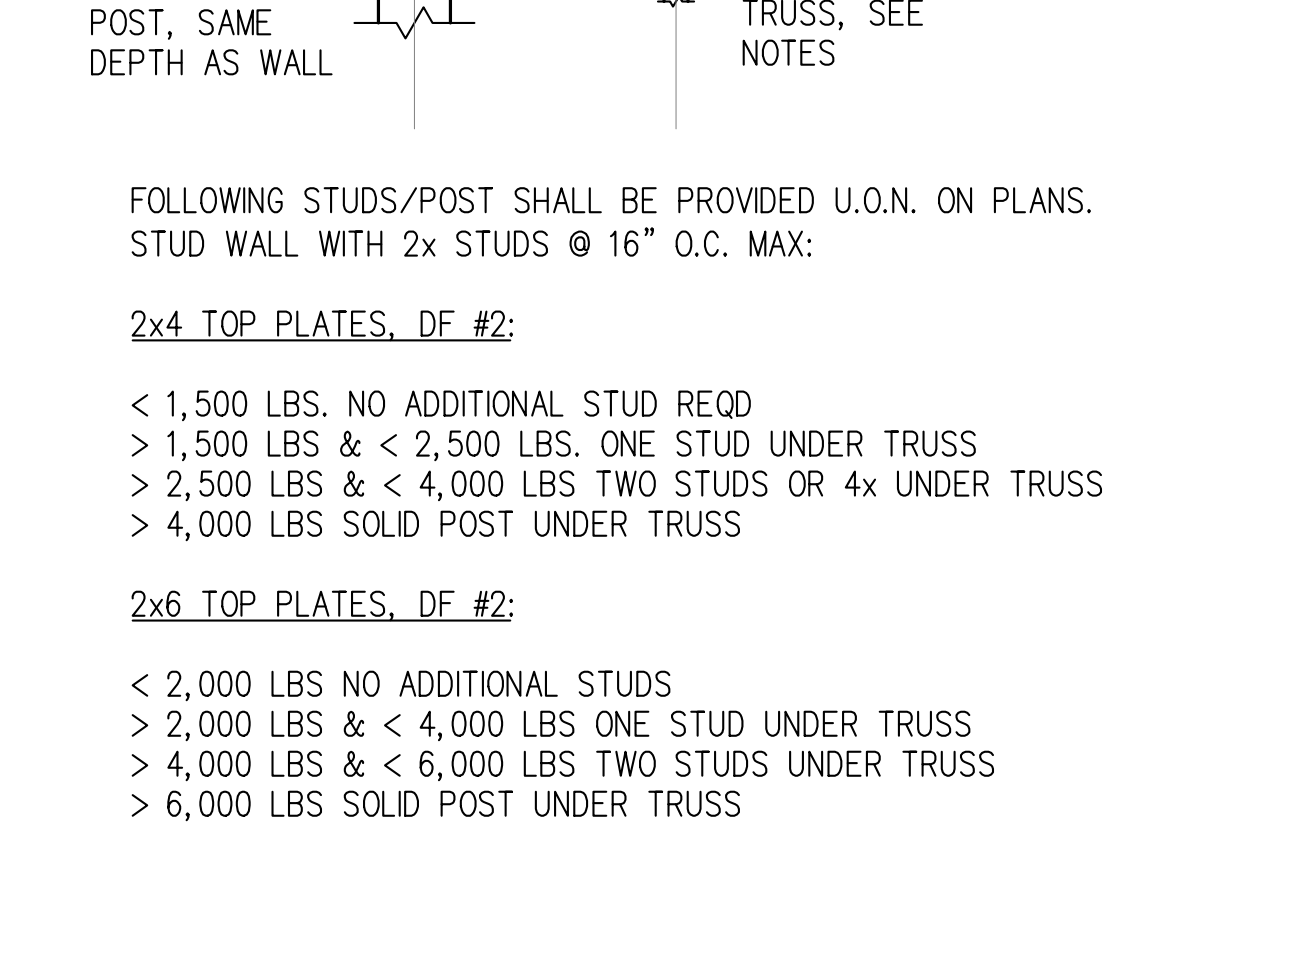 POST, SAME
DEPTH AS WALL
TRUSS, SEE
NOTES
FOLLOWING STUDS/POST SHALL BE PROVIDED U.O.N. ON PLANS.
STUD WALL WITH 2x STUDS @ 16” O.C. MAX:
2x4 TOP PLATES, DF #2:
< 1,500 LBS. NO ADDITIONAL STUD REQD
> 1,500 LBS & < 2,500 LBS. ONE STUD UNDER TRUSS
> 2,500 LBS & < 4,000 LBS TWO STUDS OR 4x UNDER TRUSS
> 4,000 LBS SOLID POST UNDER TRUSS
2x6 TOP PLATES, DF #2:
< 2,000 LBS NO ADDITIONAL STUDS
> 2,000 LBS & < 4,000 LBS ONE STUD UNDER TRUSS
> 4,000 LBS & < 6,000 LBS TWO STUDS UNDER TRUSS
> 6,000 LBS SOLID POST UNDER TRUSS